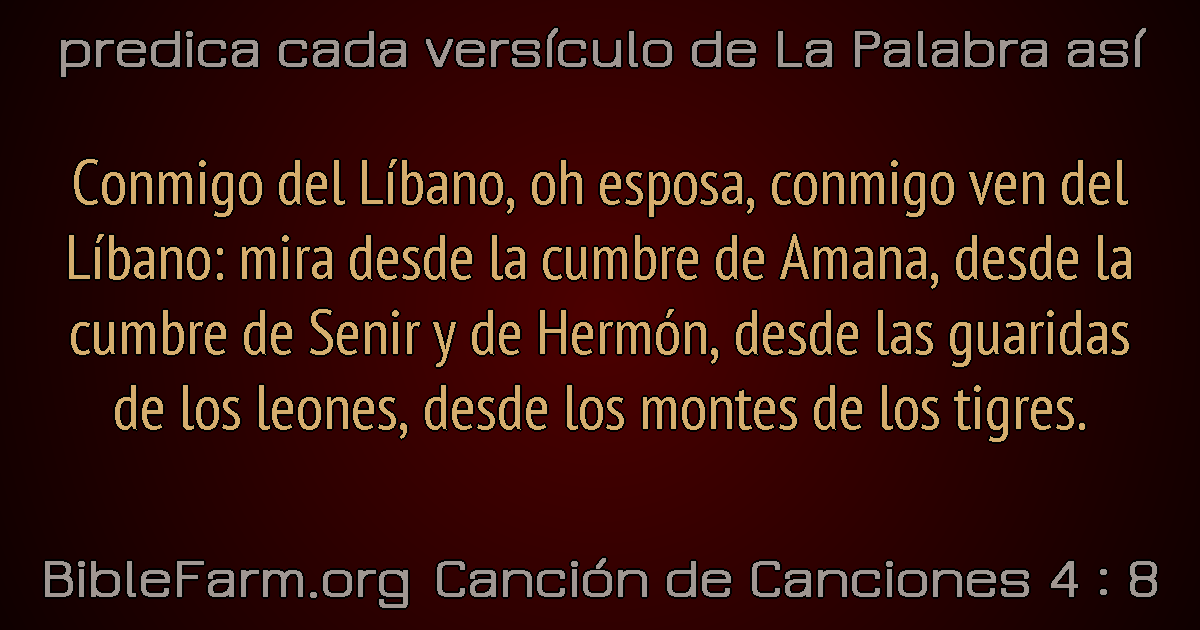 predica cada versículo de La Palabra así
Conmigo del Líbano, oh esposa, conmigo ven del
Líbano: mira desde la cumbre de Amana, desde la
cumbre de Senir y de Hermón, desde las guaridas
de los leones, desde los montes de los tigres.
BibleFarm.org Canción de Canciones 4 : 8